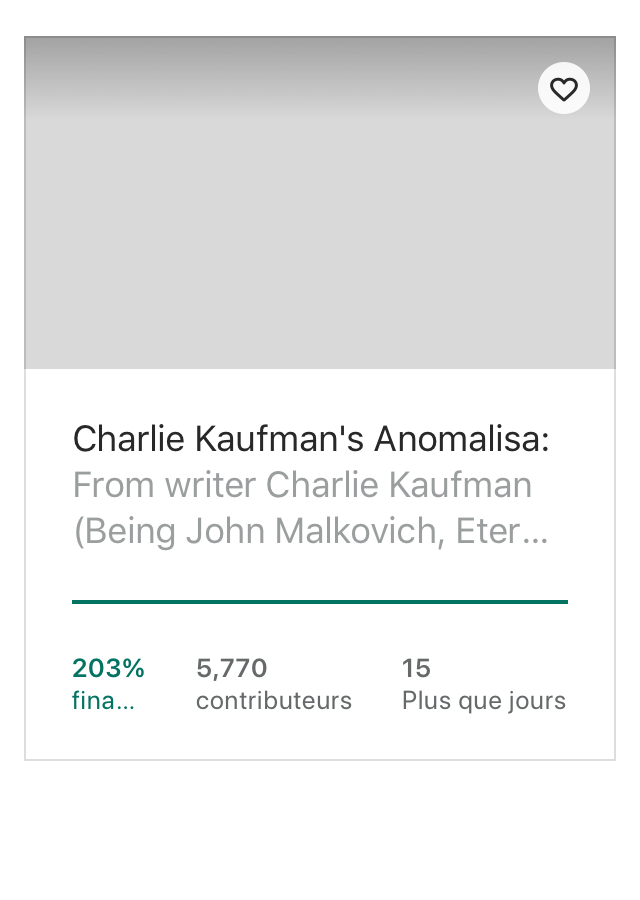 Charlie Kaufman's Anomalisa:
From writer Charlie Kaufman
(Being John Malkovich, Eter...
203%
fina...
5,770
contributeurs
15
Plus que jours